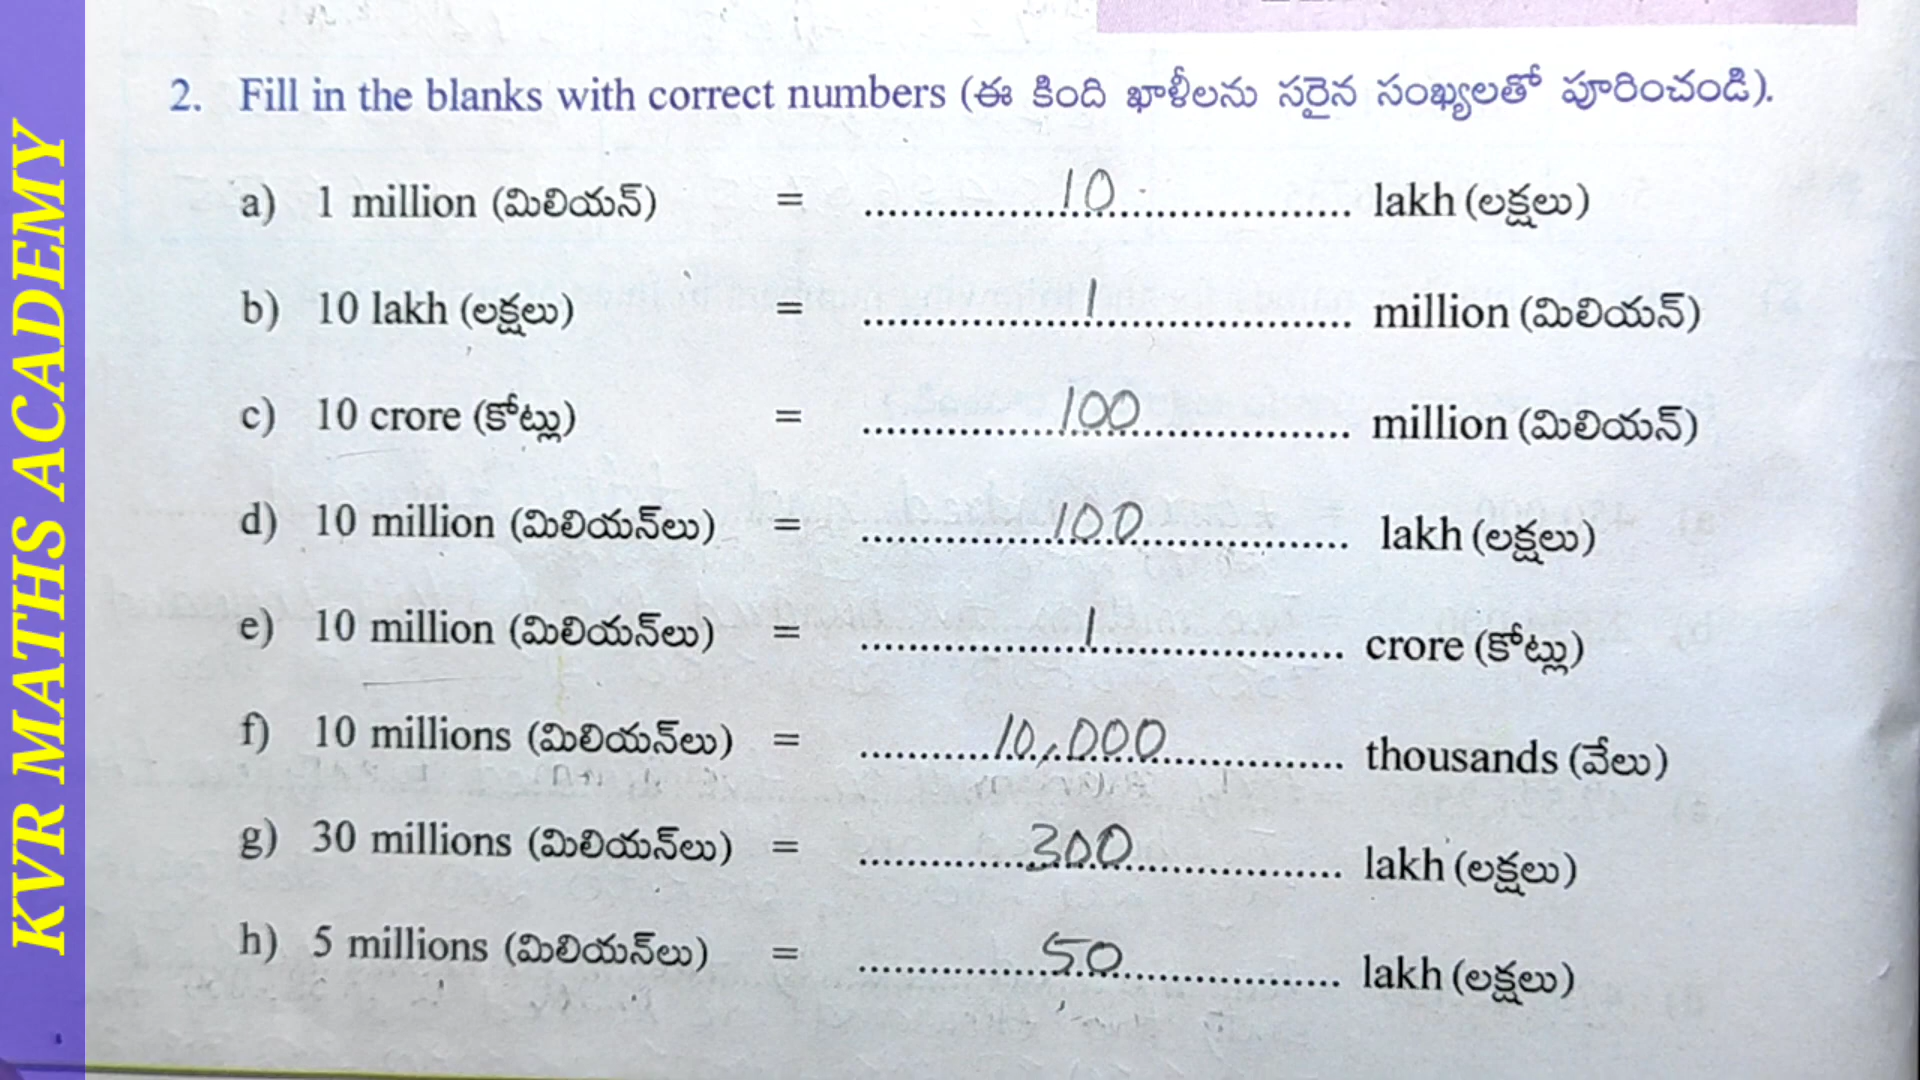 KVR MATHS ACADEMY
2. Fill in the blanks with correct numbers (ఈ కింది ఖాళీలను సరైన సంఖ్యలతో పూరించండి).
a) 1 million (మిలియన్) = ..........10.......... lakh (లక్షలు)
b) 10 lakh (లక్షలు) = ..........1.......... million (మిలియన్)
c) 10 crore (కోట్లు) = ..........100.......... million (మిలియన్)
d) 10 million (మిలియన్‌లు) = ..........100.......... lakh (లక్షలు)
e) 10 million (మిలియన్‌లు) = ..........1.......... crore (కోట్లు)
f) 10 millions (మిలియన్‌లు) = ..........10,000.......... thousands (వేలు)
g) 30 millions (మిలియన్‌లు) = ..........300.......... lakh (లక్షలు)
h) 5 millions (మిలియన్‌లు) = ..........50.......... lakh (లక్షలు)